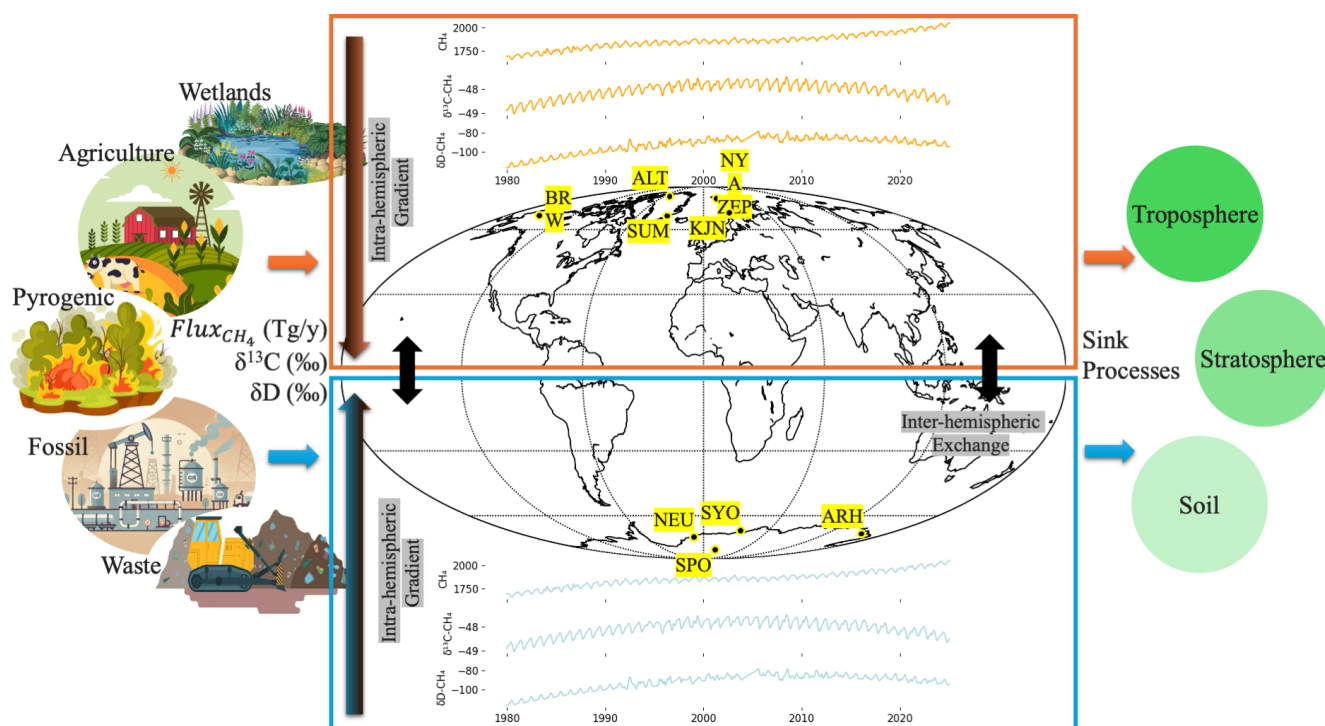 Wetlands
Agriculture
Pyrogenic
Flux_CH₄ (Tg/y)
δ¹³C (‰)
δD (‰)
Fossil
Waste
Intra-hemispheric
Gradient
CH₄
2000
1750
δ¹³C-CH₄
−48
−49
δD-CH₄
−80
−100
1980
1990
2000
2010
2020
BR
W
ALT
SUM
NY
A
ZEP
KJN
Inter-hemispheric
Exchange
Intra-hemispheric
Gradient
NEU
SYO
ARH
SPO
CH₄
2000
1750
δ¹³C-CH₄
−48
−49
δD-CH₄
−80
−100
1980
1990
2000
2010
2020
Sink
Processes
Troposphere
Stratosphere
Soil